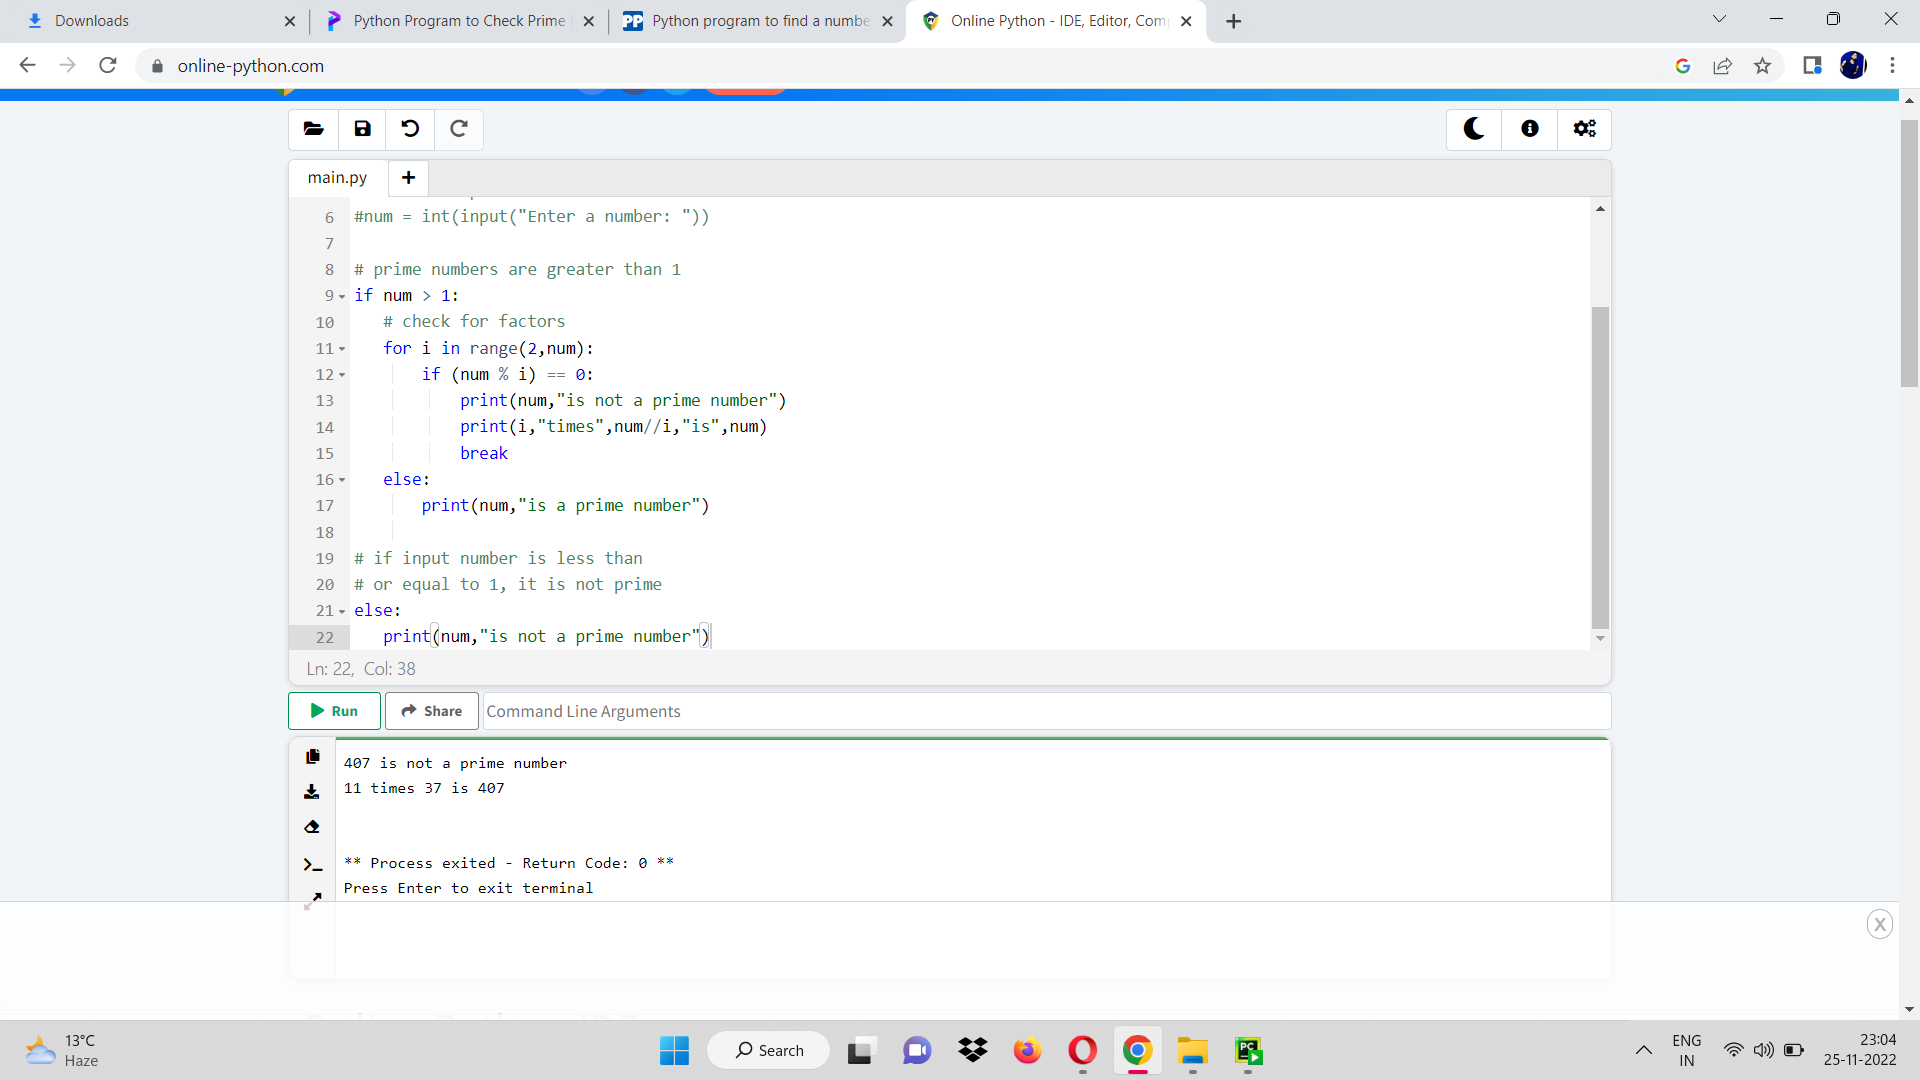 Downloads
Python Program to Check Prime
Python program to find a numbe
Online Python - IDE, Editor, Com
online-python.com
main.py
6 #num = int(input("Enter a number: "))
7
8 # prime numbers are greater than 1
9 if num > 1:
10 # check for factors
11 for i in range(2,num):
12 if (num % i) == 0:
13 print(num,"is not a prime number")
14 print(i,"times",num//i,"is",num)
15 break
16 else:
17 print(num,"is a prime number")
18
19 # if input number is less than
20 # or equal to 1, it is not prime
21 else:
22 print(num,"is not a prime number")
Ln: 22, Col: 38
Run Share Command Line Arguments
407 is not a prime number
11 times 37 is 407
** Process exited - Return Code: 0 **
Press Enter to exit terminal
X
13°C
Haze
Search
PC
ENG
IN
23:04
25-11-2022